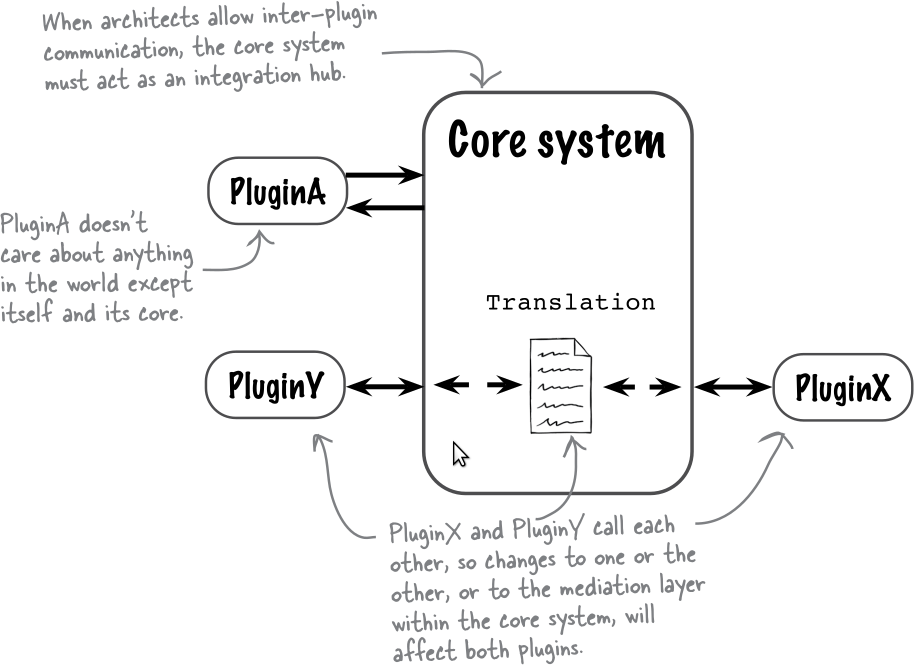 When architects allow inter-plugin
communication, the core system
must act as an integration hub.
Core system
PluginA
PluginA doesn't
care about anything
in the world except
itself and its core.
Translation
PluginY
PluginX
PluginX and PluginY call each
other, so changes to one or the
other, or to the mediation layer
within the core system, will
affect both plugins.